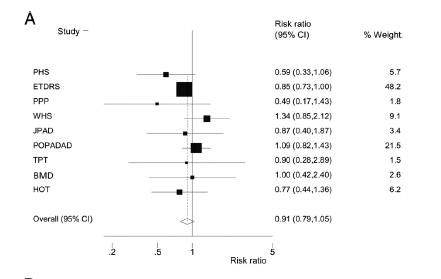 A
Study
Risk ratio
(95% CI)
% Weight
PHS 0.59 (0.33,1.06) 5.7
ETDRS 0.85 (0.73,1.00) 48.2
PPP 0.49 (0.17,1.43) 1.8
WHS 1.34 (0.85,2.12) 9.1
JPAD 0.87 (0.40,1.87) 3.4
POPADAD 1.09 (0.82,1.43) 21.5
TPT 0.90 (0.28,2.89) 1.5
BMD 1.00 (0.42,2.40) 2.6
HOT 0.77 (0.44,1.36) 6.2
Overall (95% CI) 0.91 (0.79,1.05)
.2 .5 1 5
Risk ratio